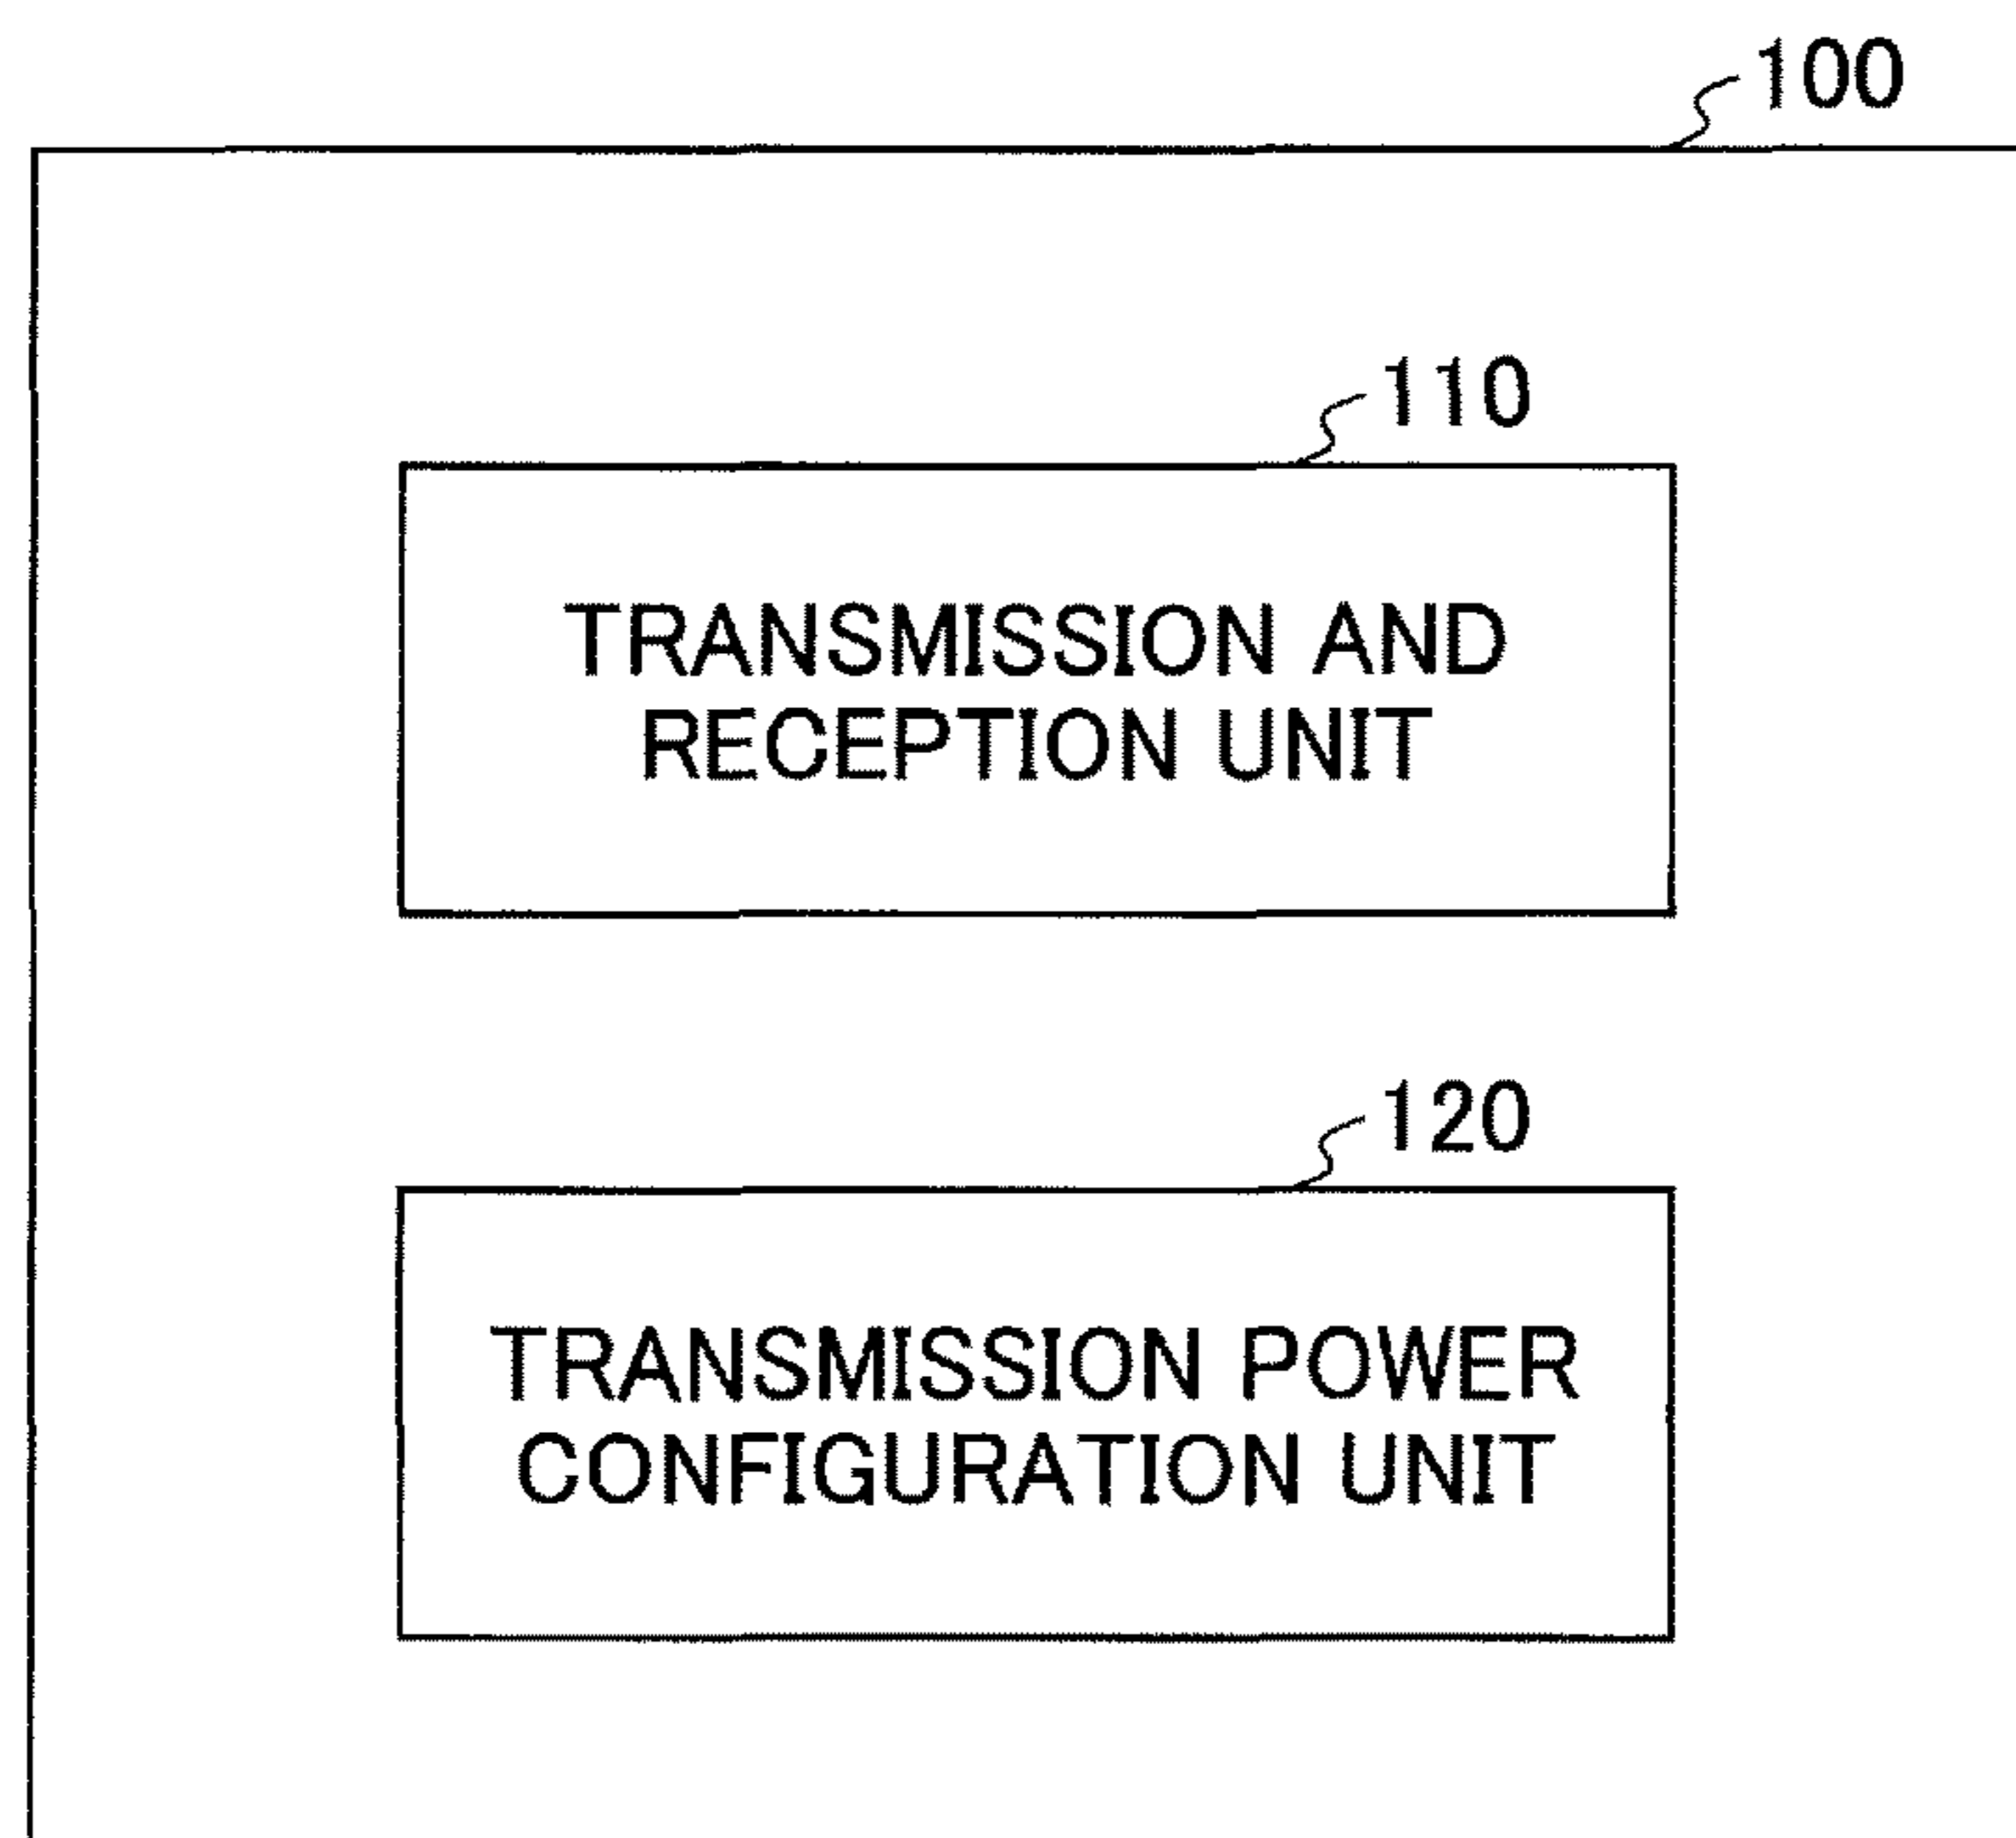 100
110
TRANSMISSION AND
RECEPTION UNIT
120
TRANSMISSION POWER
CONFIGURATION UNIT